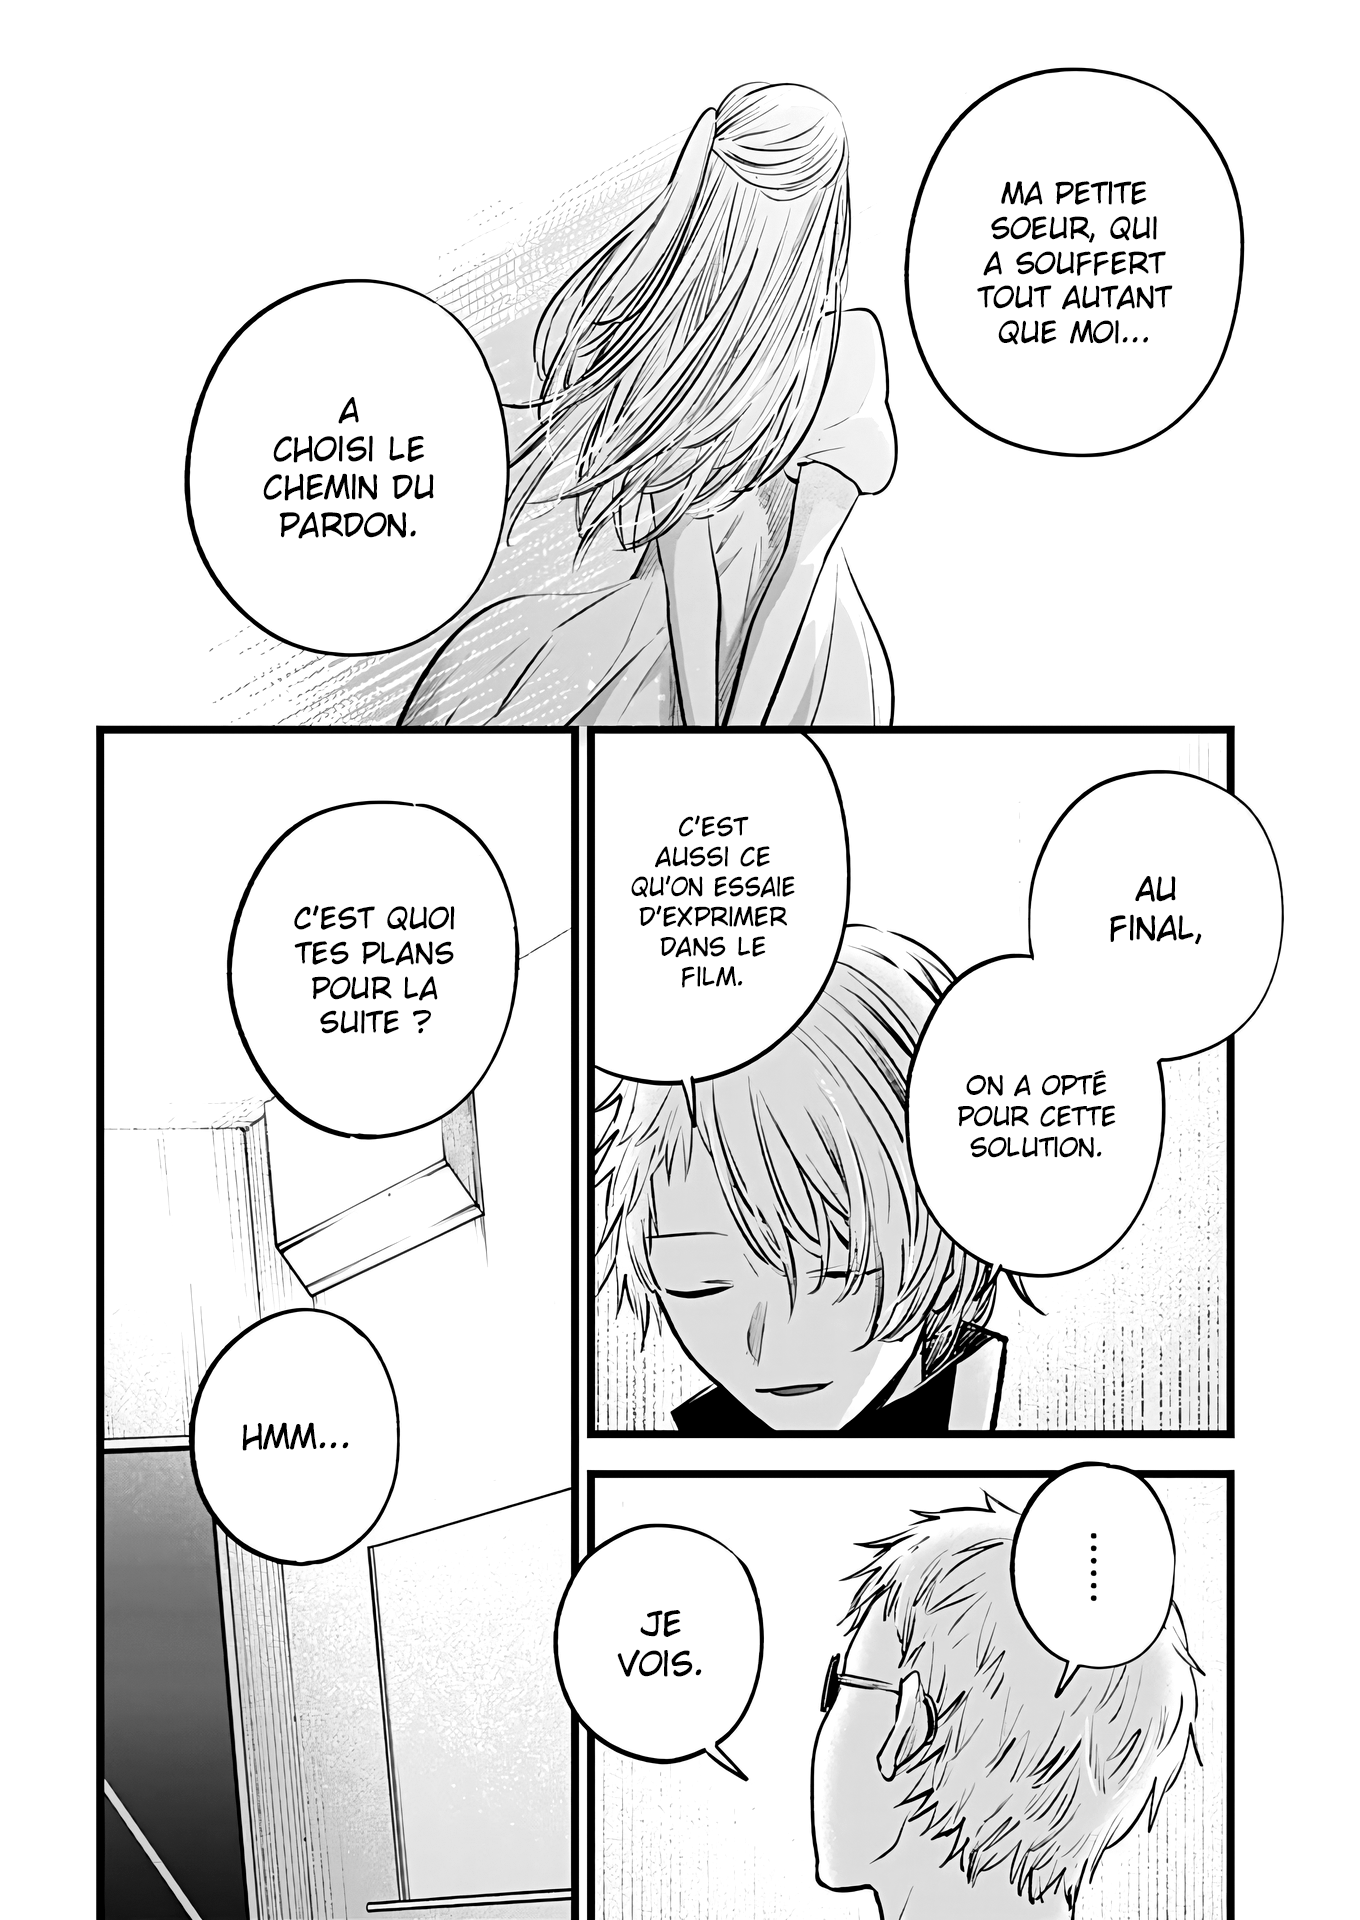 MA PETITE
SOEUR, QUI
A SOUFFERT
TOUT AUTANT
QUE MOI...
A
CHOISI LE
CHEMIN DU
PARDON.
AU
FINAL,
ON A OPTÉ
POUR CETTE
SOLUTION.
C'EST
AUSSI CE
QU'ON ESSAIE
D'EXPRIMER
DANS LE
FILM.
......
JE
VOIS.
C'EST QUOI
TES PLANS
POUR LA
SUITE ?
HMM...